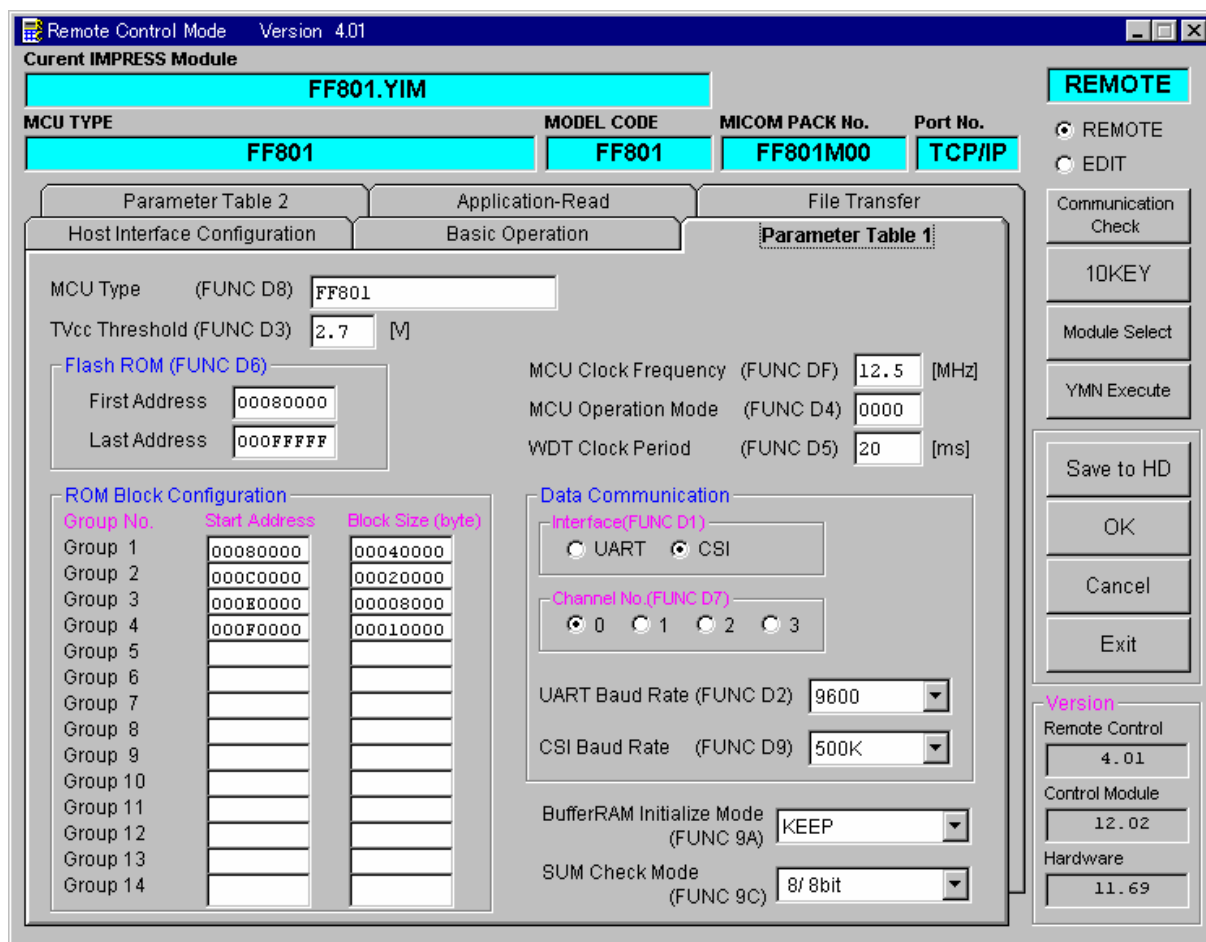 Remote Control Mode Version 4.01
Curent IMPRESS Module
FF801.YIM
REMOTE
MCU TYPE
MODEL CODE
MICOM PACK No.
Port No.
FF801
FF801
FF801M00
TCP/IP
REMOTE
EDIT
Parameter Table 2
Application-Read
File Transfer
Host Interface Configuration
Basic Operation
Parameter Table 1
Communication
Check
10KEY
Module Select
YMN Execute
Save to HD
OK
Cancel
Exit
MCU Type (FUNC D8) FF801
TVcc Threshold (FUNC D3) 2.7 [V]
Flash ROM (FUNC D6)
First Address 00080000
Last Address 000FFFFF
MCU Clock Frequency (FUNC DF) 12.5 [MHz]
MCU Operation Mode (FUNC D4) 0000
WDT Clock Period (FUNC D5) 20 [ms]
ROM Block Configuration
Group No. Start Address Block Size (byte)
Group 1 00080000 00040000
Group 2 000C0000 00020000
Group 3 000E0000 00008000
Group 4 000F0000 00010000
Group 5
Group 6
Group 7
Group 8
Group 9
Group 10
Group 11
Group 12
Group 13
Group 14
Data Communication
Interface(FUNC D1)
UART CSI
Channel No.(FUNC D7)
0 1 2 3
UART Baud Rate (FUNC D2) 9600
CSI Baud Rate (FUNC D9) 500K
BufferRAM Initialize Mode
(FUNC 9A)
KEEP
SUM Check Mode
(FUNC 9C)
8/ 8bit
Version
Remote Control
4.01
Control Module
12.02
Hardware
11.69